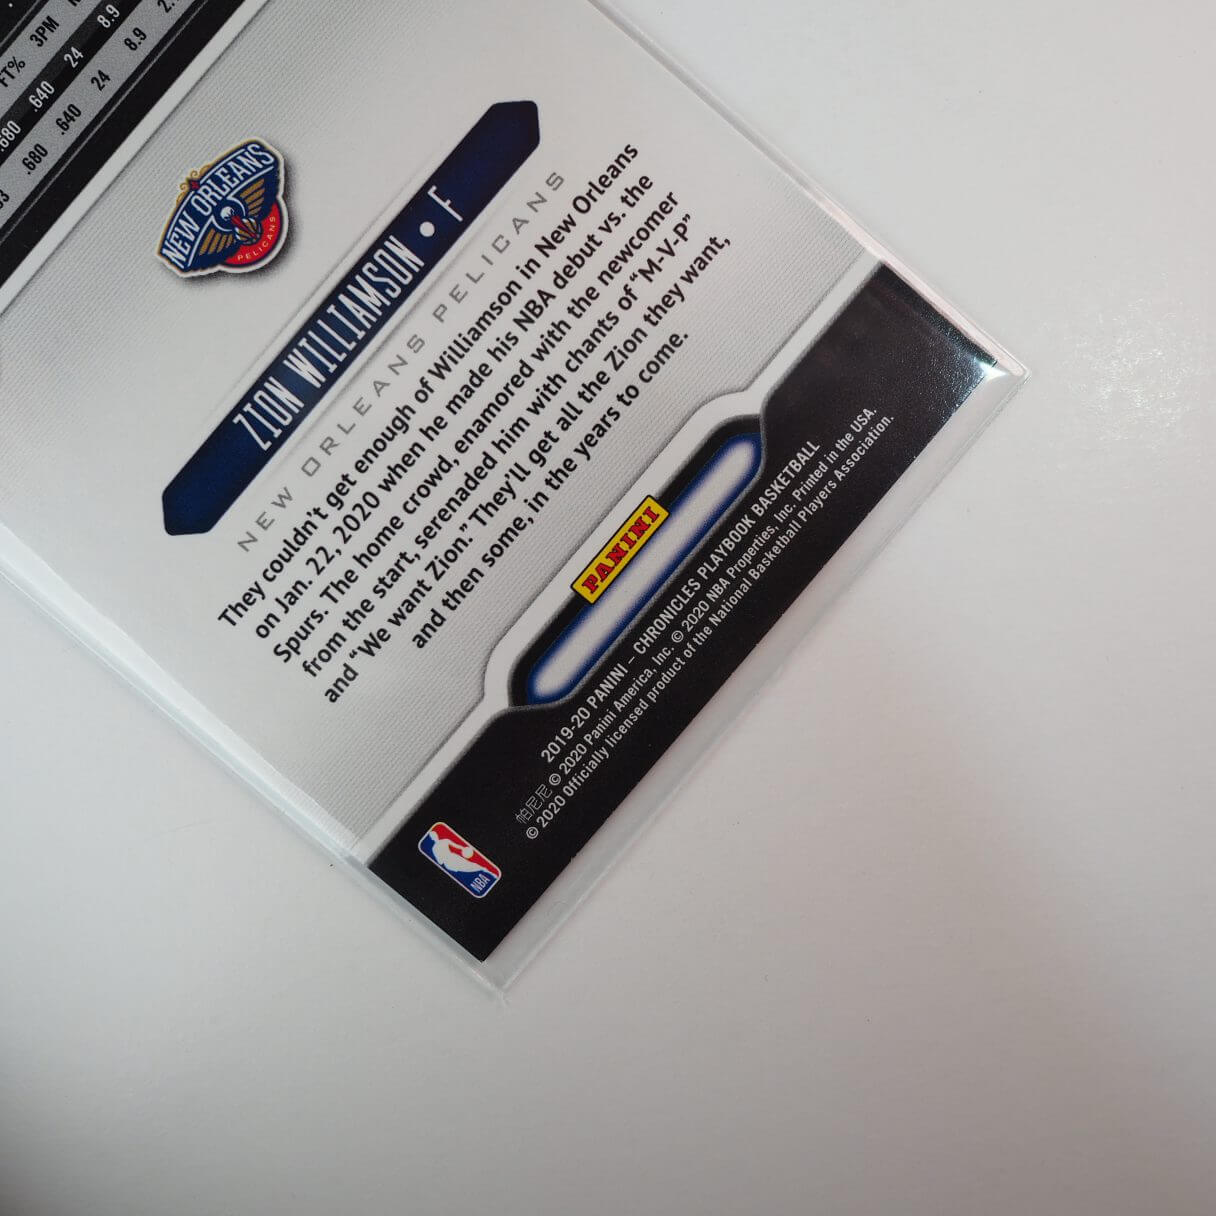 FT% 3PM
.680 .640 24 8.9
.680 .640 24 8.9
NEW ORLEANS
PELICANS
ZION WILLIAMSON • F
NEW ORLEANS PELICANS
They couldn't get enough of Williamson in New Orleans
on Jan. 22, 2020 when he made his NBA debut vs. the
Spurs. The home crowd, enamored with the newcomer
from the start, serenaded him with chants of “M-V-P”
and “We want Zion.” They’ll get all the Zion they want,
and then some, in the years to come.
PANINI
2019-20 PANINI – CHRONICLES PLAYBOOK BASKETBALL
帕尼尼 © 2020 Panini America, Inc. © 2020 NBA Properties, Inc. Printed in the USA.
© 2020 Officially licensed product of the National Basketball Players Association.
NBA